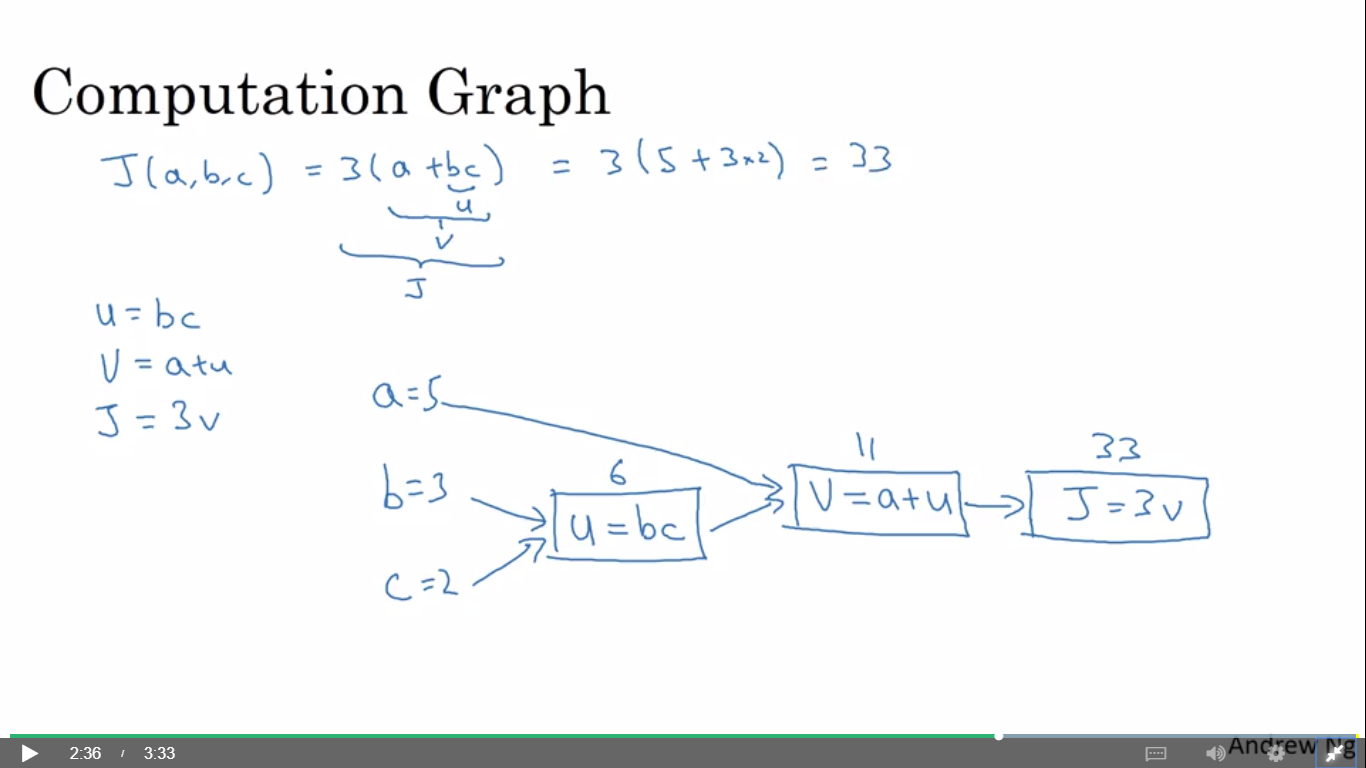 Computation Graph
J(a,b,c) = 3(a+bc) = 3(5+3×2) = 33
u
v
J
u = bc
v = a+u
J = 3v
a=5
11
33
b=3
6
v = a+u
J = 3v
u = bc
c=2
2:36 / 3:33
Andrew Ng